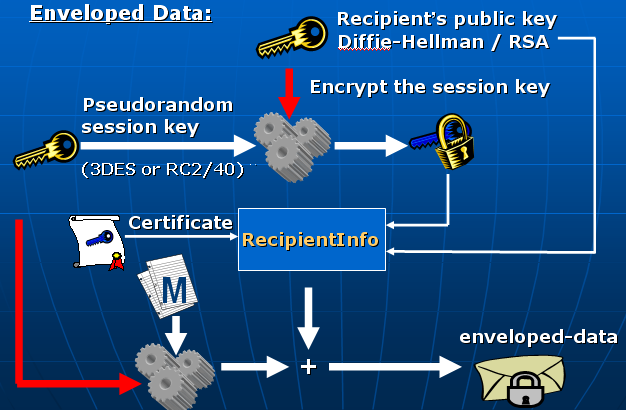 Enveloped Data:
Recipient's public key
Diffie-Hellman / RSA
Encrypt the session key
Pseudorandom
session key
(3DES or RC2/40)
Certificate
RecipientInfo
M
enveloped-data
+